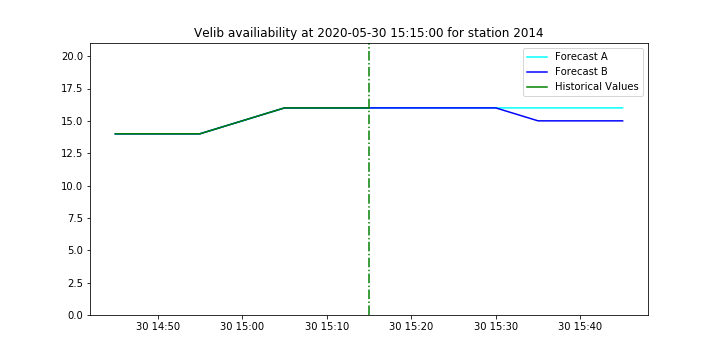 Velib availiability at 2020-05-30 15:15:00 for station 2014
20.0
17.5
15.0
12.5
10.0
7.5
5.0
2.5
0.0
Forecast A
Forecast B
Historical Values
30 14:50 30 15:00 30 15:10 30 15:20 30 15:30 30 15:40